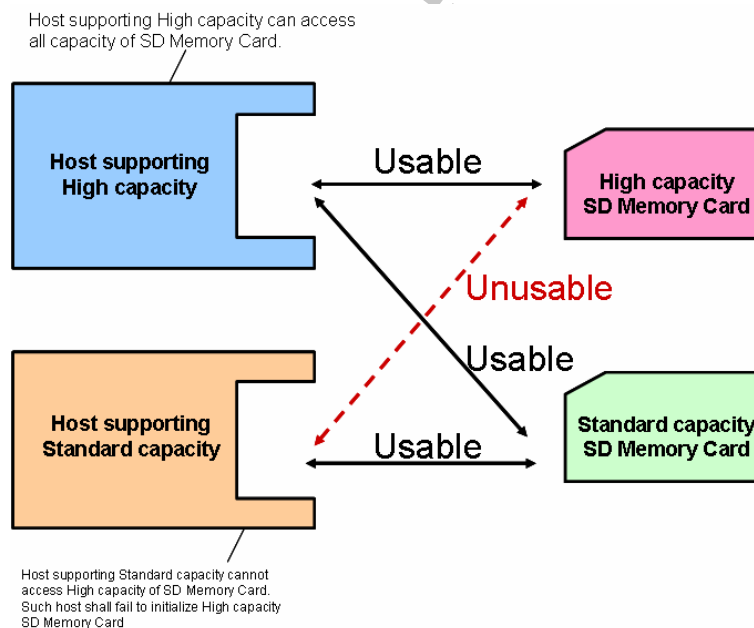 Host supporting High capacity can access
all capacity of SD Memory Card.
Host supporting
High capacity
Usable
High capacity
SD Memory Card
Unusable
Usable
Host supporting
Standard capacity
Usable
Standard capacity
SD Memory Card
Host supporting Standard capacity cannot
access High capacity of SD Memory Card.
Such host shall fail to initialize High capacity
SD Memory Card